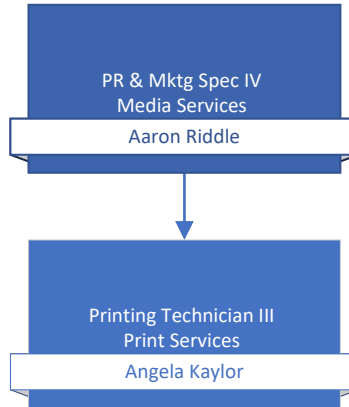 PR & Mktg Spec IV
Media Services
Aaron Riddle
Printing Technician III
Print Services
Angela Kaylor